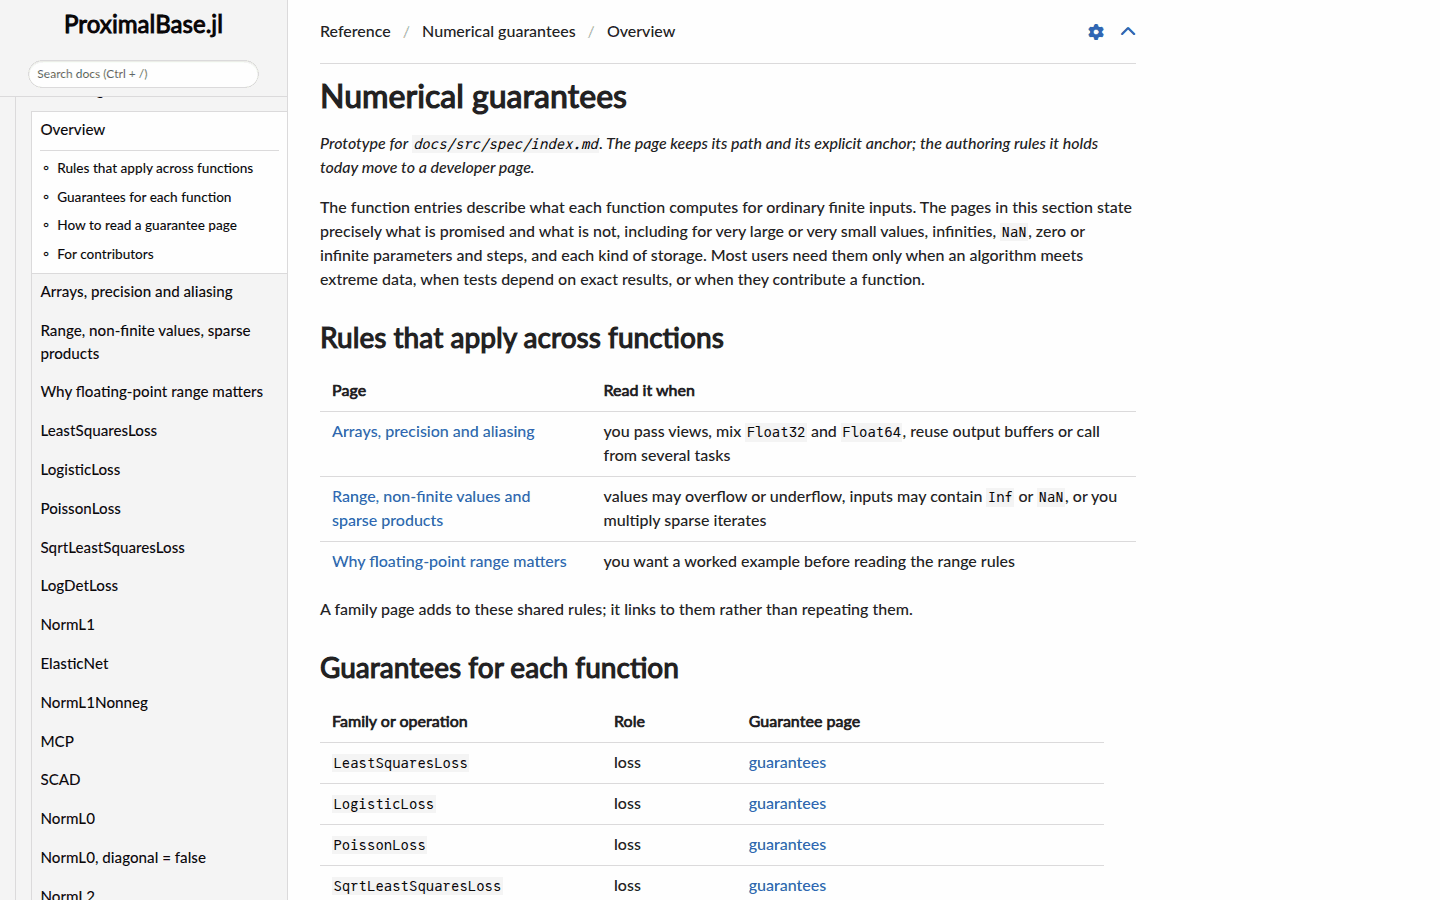 ProximalBase.jl
Search docs (Ctrl + /)
Overview
Rules that apply across functions
Guarantees for each function
How to read a guarantee page
For contributors
Arrays, precision and aliasing
Range, non-finite values, sparse
products
Why floating-point range matters
LeastSquaresLoss
LogisticLoss
PoissonLoss
SqrtLeastSquaresLoss
LogDetLoss
NormL1
ElasticNet
NormL1Nonneg
MCP
SCAD
NormL0
NormL0, diagonal = false
NormL2
Reference / Numerical guarantees / Overview
Numerical guarantees
Prototype for docs/src/spec/index.md. The page keeps its path and its explicit anchor; the authoring rules it holds
today move to a developer page.
The function entries describe what each function computes for ordinary finite inputs. The pages in this section state
precisely what is promised and what is not, including for very large or very small values, infinities, NaN, zero or
infinite parameters and steps, and each kind of storage. Most users need them only when an algorithm meets
extreme data, when tests depend on exact results, or when they contribute a function.
Rules that apply across functions
Page Read it when
Arrays, precision and aliasing you pass views, mix Float32 and Float64, reuse output buffers or call
from several tasks
Range, non-finite values and values may overflow or underflow, inputs may contain Inf or NaN, or you
sparse products multiply sparse iterates
Why floating-point range matters you want a worked example before reading the range rules
A family page adds to these shared rules; it links to them rather than repeating them.
Guarantees for each function
Family or operation Role Guarantee page
LeastSquaresLoss loss guarantees
LogisticLoss loss guarantees
PoissonLoss loss guarantees
SqrtLeastSquaresLoss loss guarantees